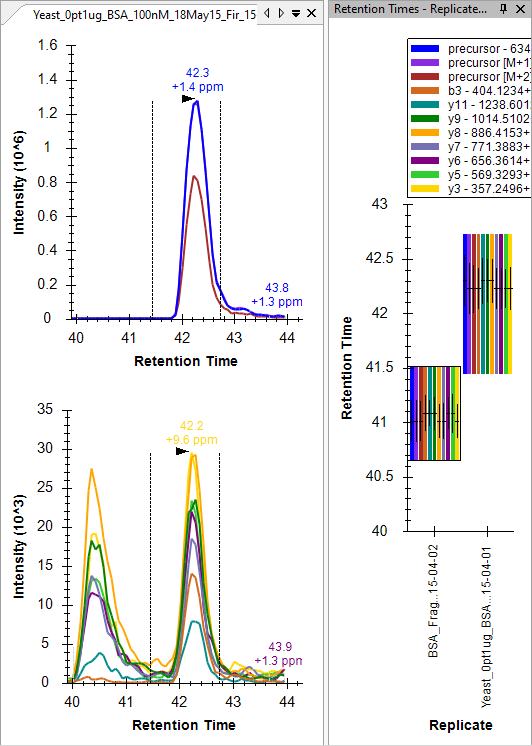 Yeast_0pt1ug_BSA_100nM_18May15_Fir_15
42.3
+1.4 ppm
43.8
+1.3 ppm
Intensity (10^6)
1.6
1.4
1.2
1
0.8
0.6
0.4
0.2
0
40 41 42 43 44
Retention Time
42.2
+9.6 ppm
43.9
+1.3 ppm
Intensity (10^3)
35
30
25
20
15
10
5
0
40 41 42 43 44
Retention Time
Retention Times - Replicate...
precursor - 634
precursor [M+1]
precursor [M+2]
b3 - 404.1234+
y11 - 1238.601
y9 - 1014.5102
y8 - 886.4153+
y7 - 771.3883+
y6 - 656.3614+
y5 - 569.3293+
y3 - 357.2496+
Retention Time
43
42.5
42
41.5
41
40.5
40
BSA_Frag...15-04-02
Yeast_0pt1ug_BSA...15-04-01
Replicate